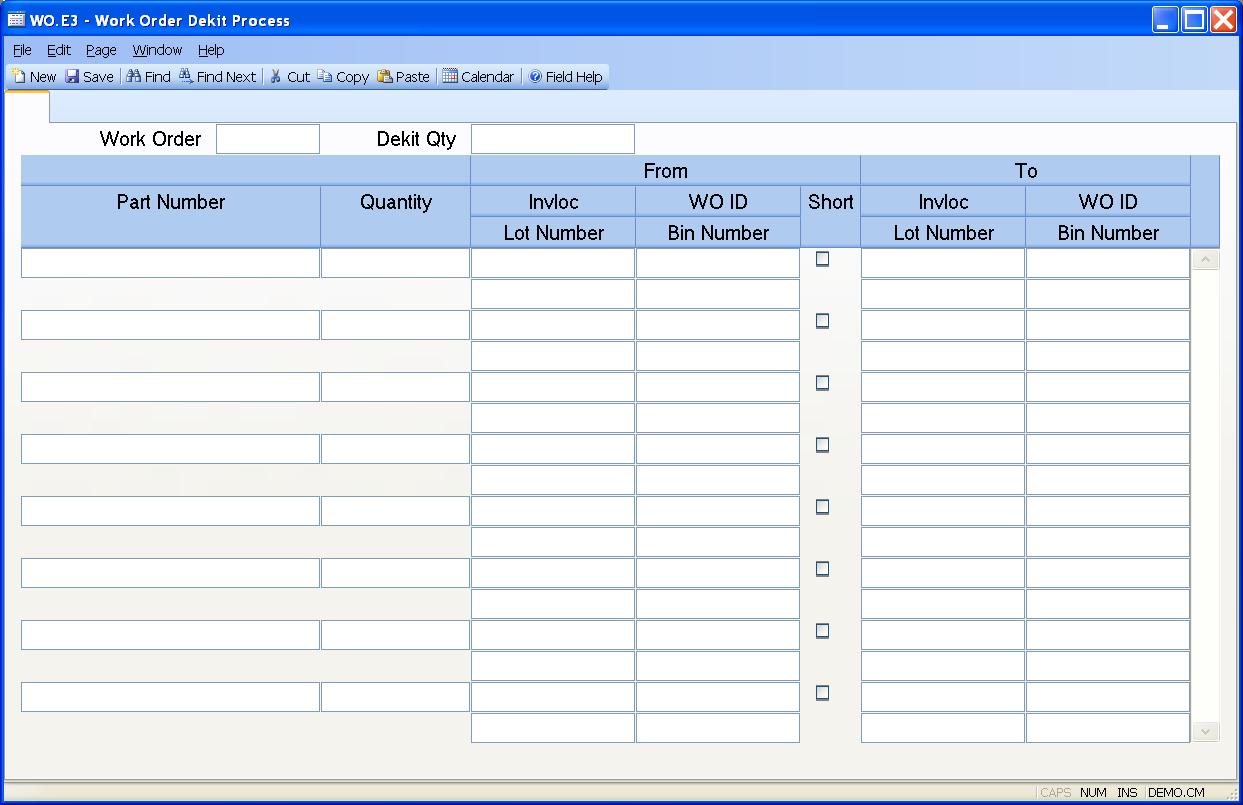 WO.E3 - Work Order Dekit Process
File Edit Page Window Help
New Save Find Find Next Cut Copy Paste Calendar Field Help
Work Order Dekit Qty
From To
Part Number Quantity Invloc WO ID Short Invloc WO ID
Lot Number Bin Number Lot Number Bin Number
CAPS NUM INS DEMO.CM